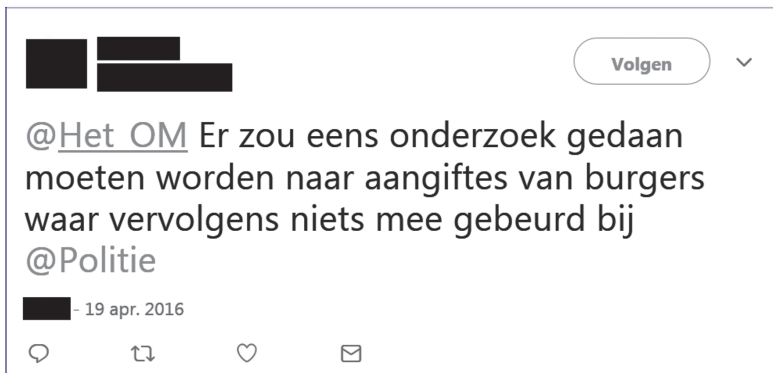 Volgen
@Het_OM Er zou eens onderzoek gedaan
moeten worden naar aangiftes van burgers
waar vervolgens niets mee gebeurd bij
@Politie
- 19 apr. 2016